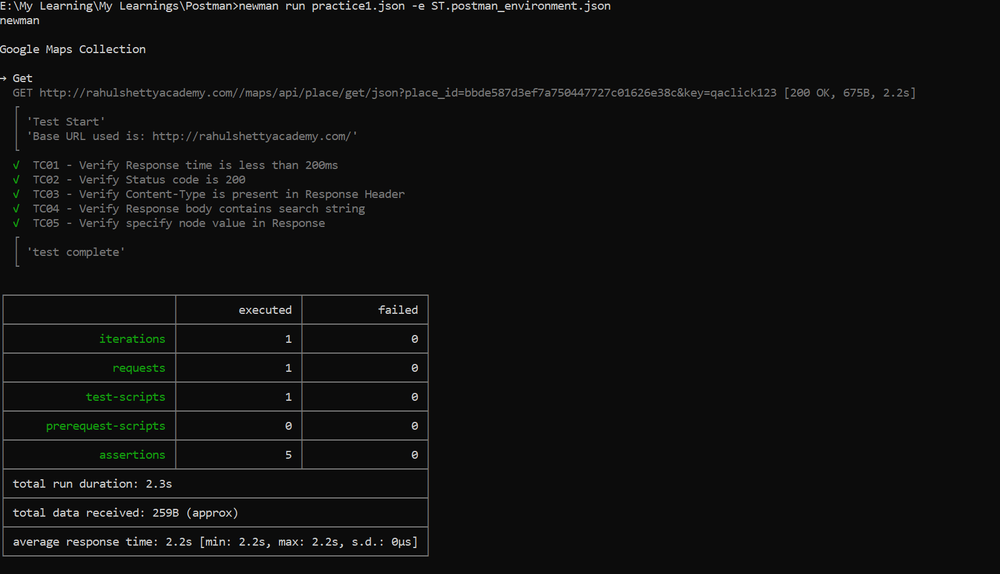 E:\My Learning\My Learnings\Postman>newman run practice1.json -e ST.postman_environment.json
newman
Google Maps Collection
→ Get
GET http://rahulshettyacademy.com//maps/api/place/get/json?place_id=bbde587d3ef7a750447727c01626e38c&key=qaclick123 [200 OK, 675B, 2.2s]
'Test Start'
'Base URL used is: http://rahulshettyacademy.com/'
√ TC01 - Verify Response time is less than 200ms
√ TC02 - Verify Status code is 200
√ TC03 - Verify Content-Type is present in Response Header
√ TC04 - Verify Response body contains search string
√ TC05 - Verify specify node value in Response
'test complete'
executed failed
iterations 1 0
requests 1 0
test-scripts 1 0
prerequest-scripts 0 0
assertions 5 0
total run duration: 2.3s
total data received: 259B (approx)
average response time: 2.2s [min: 2.2s, max: 2.2s, s.d.: 0µs]